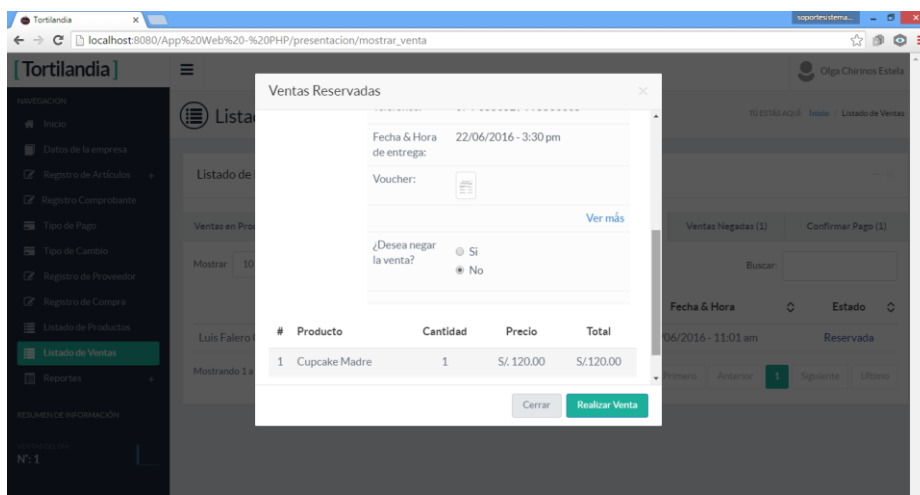 Tortilandia
soportesistema...
localhost:8080/App%20Web%20-%20PHP/presentacion/mostrar_venta
[Tortilandia]
Olga Chirinos Estela
NAVEGACION
Inicio
Datos de la empresa
Registro de Artículos +
Registro Comprobante
Tipo de Pago
Tipo de Cambio
Registro de Proveedor
Registro de Compra
Listado de Productos
Listado de Ventas
Reportes +
RESUMEN DE INFORMACIÓN
VENTAS DEL DÍA
N°: 1
TÚ ESTÁS AQUÍ: Inicio / Listado de Ventas
Ventas Reservadas
Fecha & Hora de entrega: 22/06/2016 - 3:30 pm
Voucher:
Ver más
¿Desea negar la venta?
Si
No
# Producto Cantidad Precio Total
1 Cupcake Madre 1 S/. 120.00 S/.120.00
Cerrar Realizar Venta
Listado de
Ventas Negadas (1) Confirmar Pago (1)
Mostrar 10
Buscar:
Fecha & Hora Estado
Luis Falero
06/2016 - 11:01 am Reservada
Mostrando 1 a
Primero Anterior 1 Siguiente Ultimo